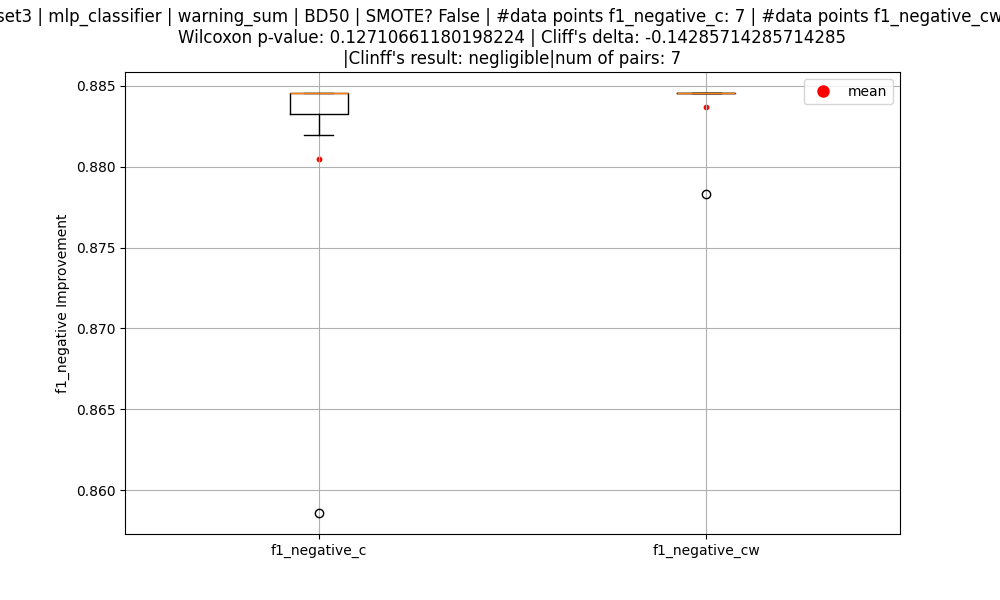 set3 | mlp_classifier | warning_sum | BD50 | SMOTE? False | #data points f1_negative_c: 7 | #data points f1_negative_cw
Wilcoxon p-value: 0.12710661180198224 | Cliff's delta: -0.14285714285714285
|Clinff's result: negligible|num of pairs: 7
0.885
mean
0.880
0.875
0.870
0.865
0.860
f1_negative Improvement
f1_negative_c
f1_negative_cw